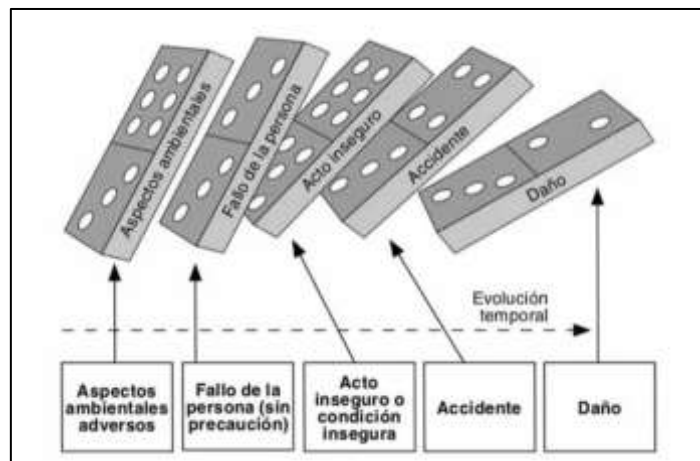 Aspectos ambientales
Fallo de la persona
Acto inseguro
Accidente
Daño
Evolución
temporal
Aspectos
ambientales
adversos
Fallo de la
persona (sin
precaución)
Acto
inseguro o
condición
insegura
Accidente
Daño